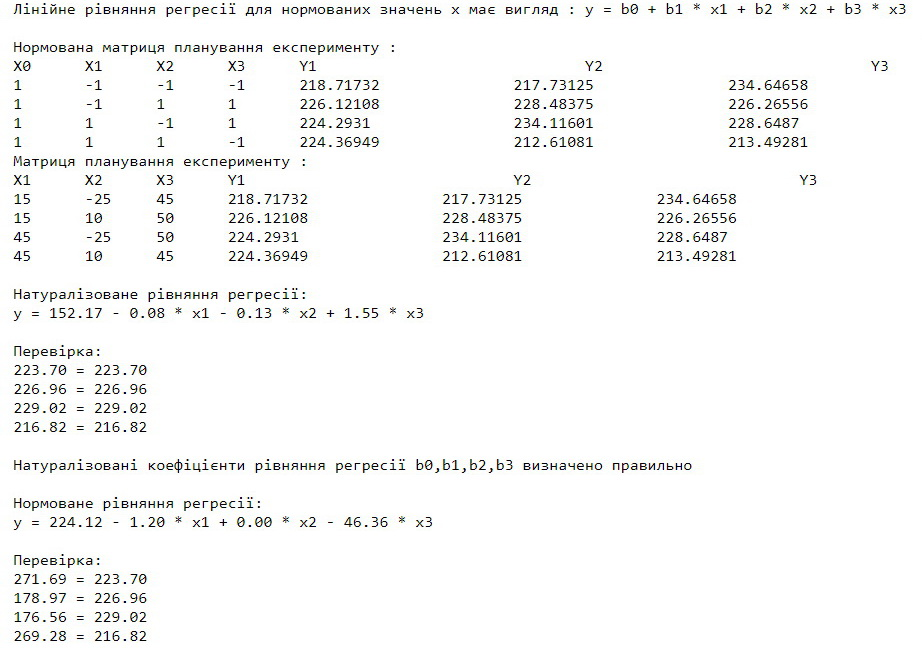 Лінійне рівняння регресії для нормованих значень x має вигляд : y = b0 + b1 * x1 + b2 * x2 + b3 * x3
Нормована матриця планування експерименту :
X0 X1 X2 X3 Y1 Y2 Y3
1 -1 -1 -1 218.71732 217.73125 234.64658
1 -1 1 1 226.12108 228.48375 226.26556
1 1 -1 1 224.2931 234.11601 228.6487
1 1 1 -1 224.36949 212.61081 213.49281
Матриця планування експерименту :
X1 X2 X3 Y1 Y2 Y3
15 -25 45 218.71732 217.73125 234.64658
15 10 50 226.12108 228.48375 226.26556
45 -25 50 224.2931 234.11601 228.6487
45 10 45 224.36949 212.61081 213.49281
Натуралізоване рівняння регресії:
y = 152.17 - 0.08 * x1 - 0.13 * x2 + 1.55 * x3
Перевірка:
223.70 = 223.70
226.96 = 226.96
229.02 = 229.02
216.82 = 216.82
Натуралізовані коефіцієнти рівняння регресії b0,b1,b2,b3 визначено правильно
Нормоване рівняння регресії:
y = 224.12 - 1.20 * x1 + 0.00 * x2 - 46.36 * x3
Перевірка:
271.69 = 223.70
178.97 = 226.96
176.56 = 229.02
269.28 = 216.82